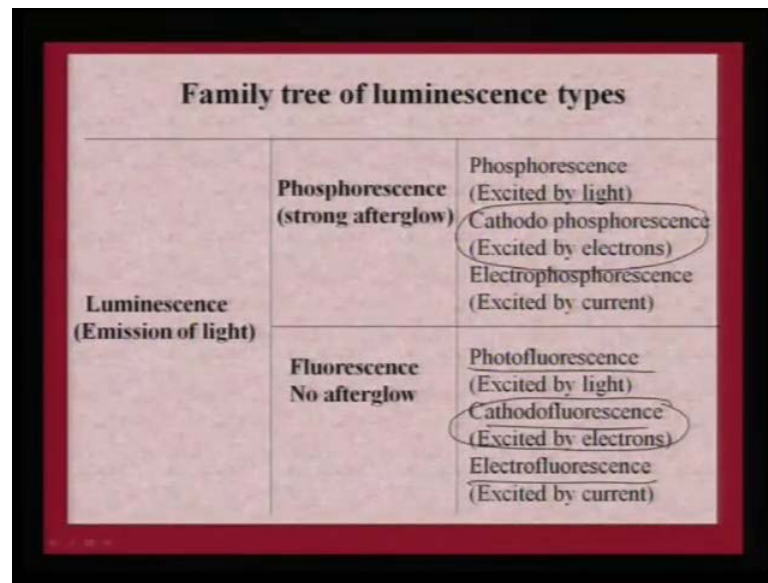 Family tree of luminescence types
Luminescence
(Emission of light)
Phosphorescence
(strong afterglow)
Phosphorescence
(Excited by light)
Cathodo phosphorescence
(Excited by electrons)
Electrophosphorescence
(Excited by current)
Fluorescence
No afterglow
Photofluorescence
(Excited by light)
Cathodofluorescence
(Excited by electrons)
Electrofluorescence
(Excited by current)